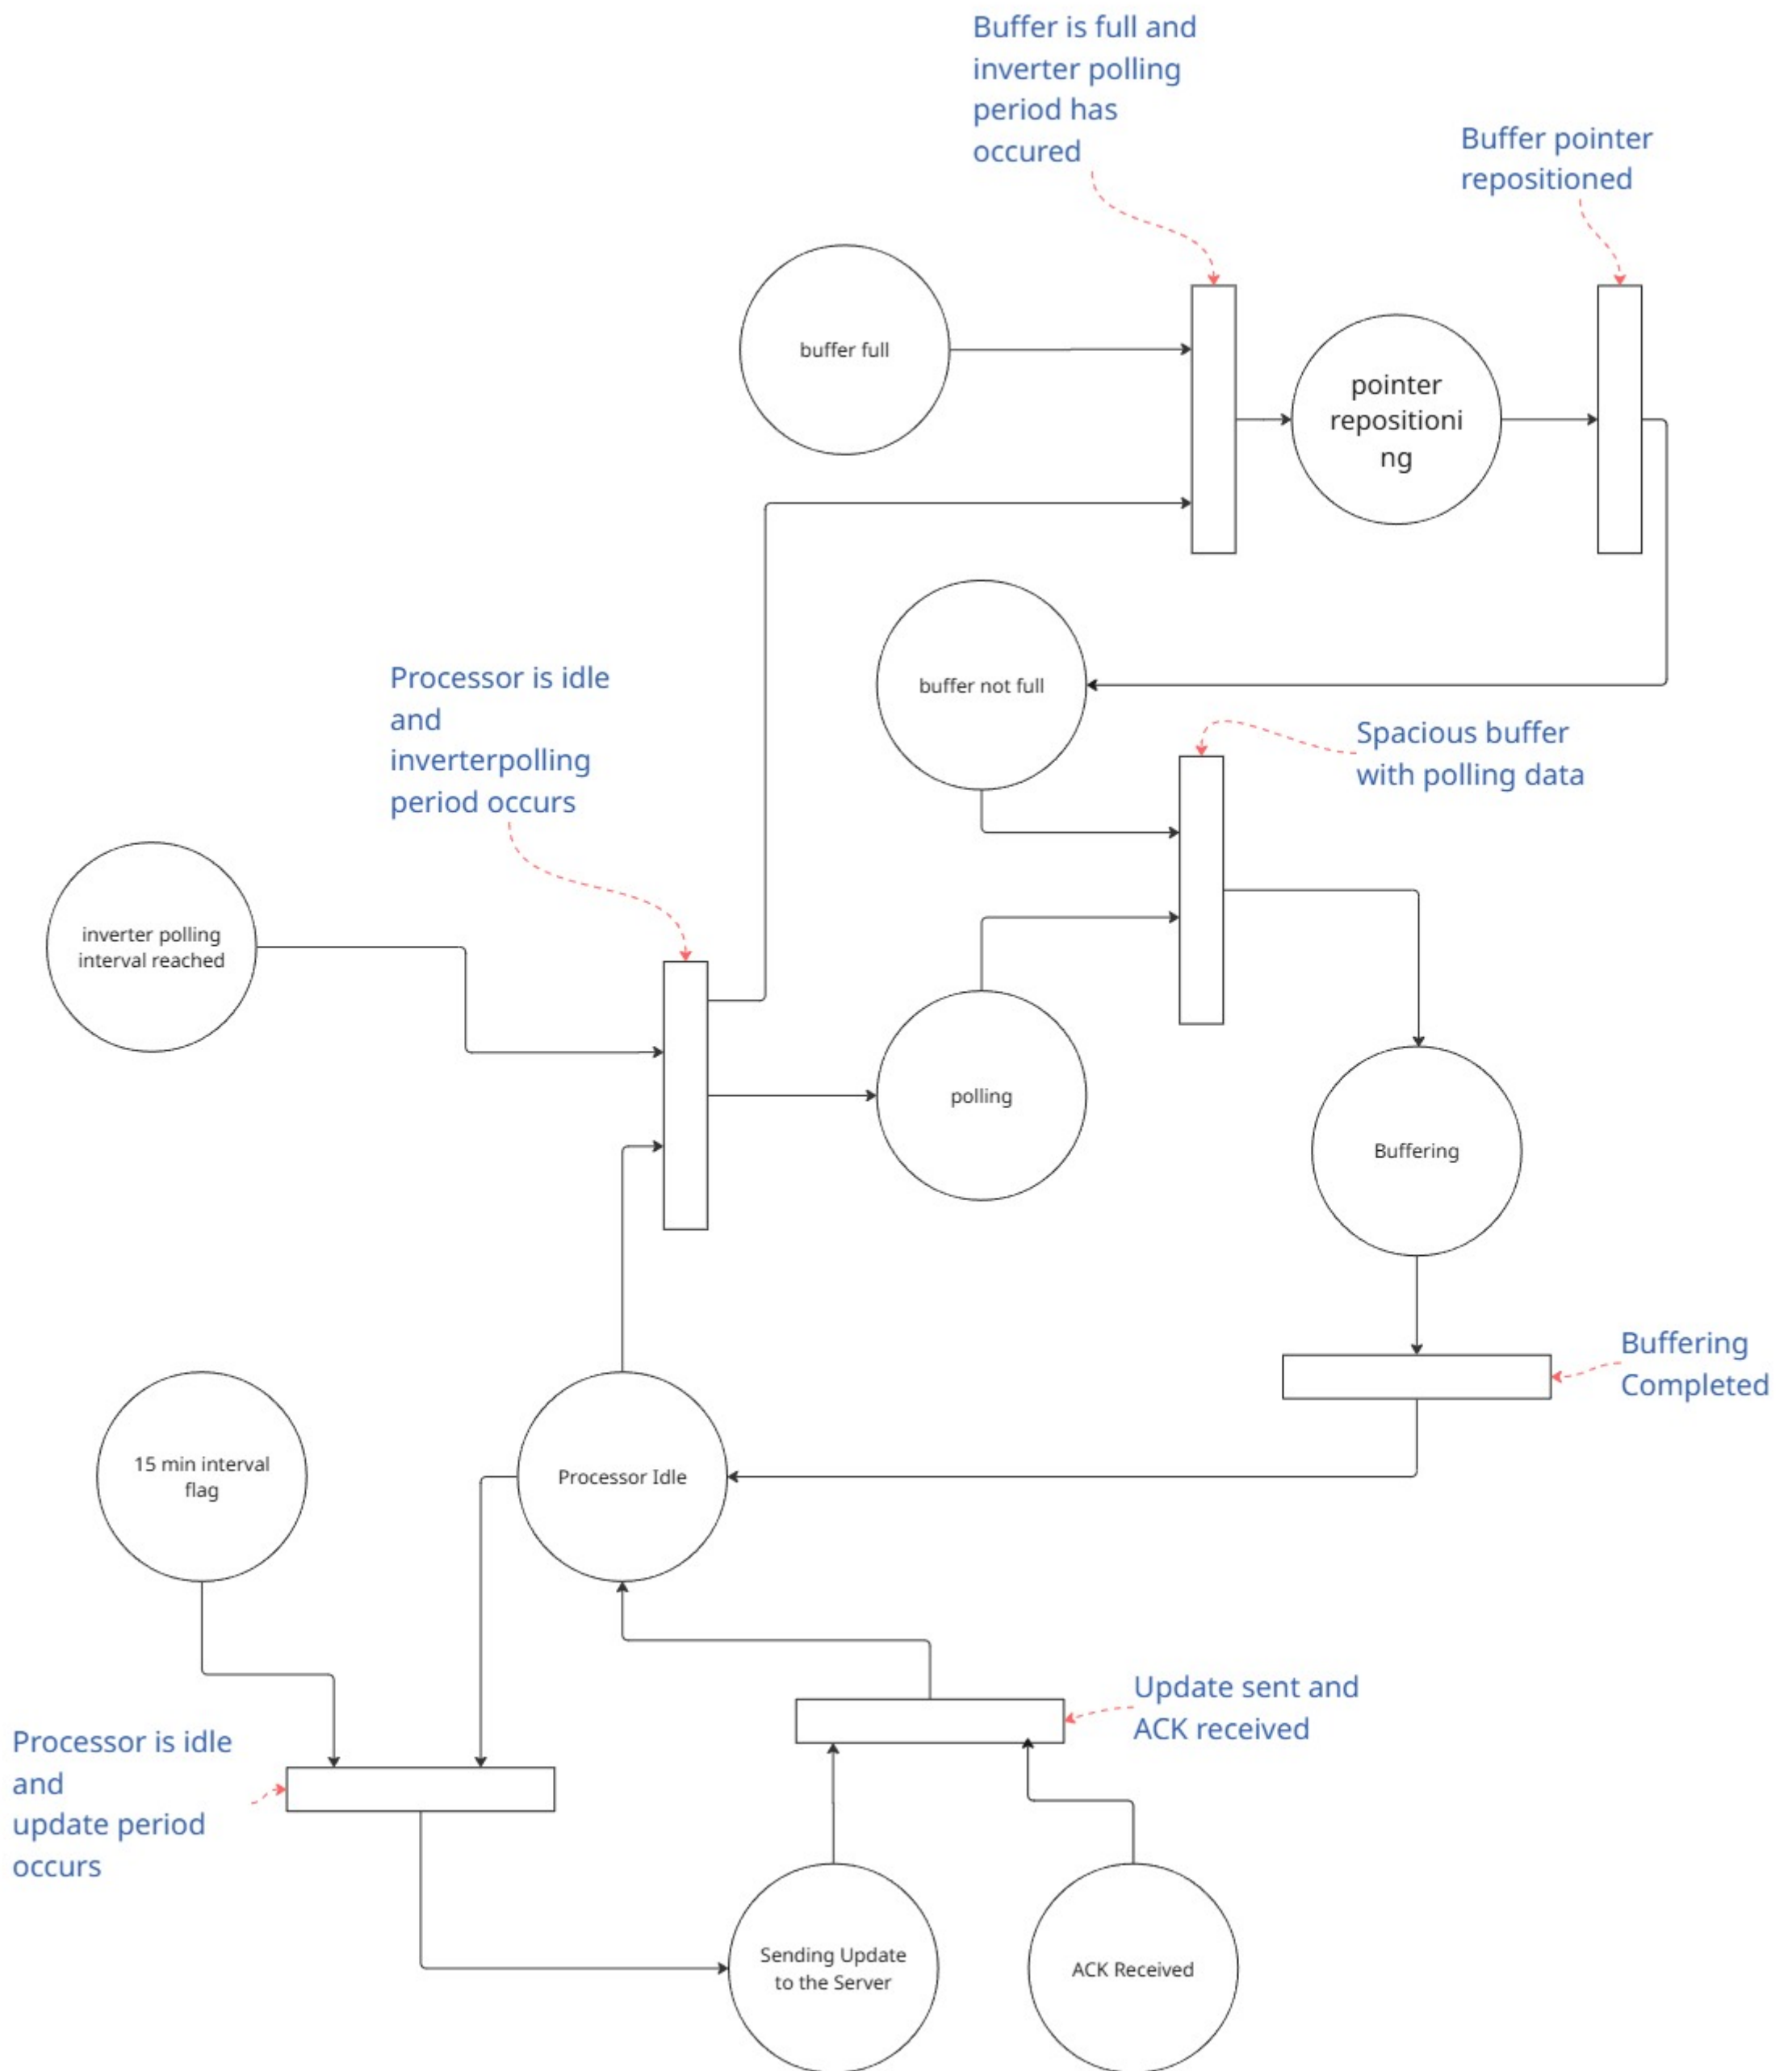 Buffer is full and
inverter polling
period has
occured
Buffer pointer
repositioned
buffer full
pointer
repositioni
ng
buffer not full
Processor is idle
and
inverterpolling
period occurs
Spacious buffer
with polling data
inverter polling
interval reached
polling
Buffering
Buffering
Completed
15 min interval
flag
Processor Idle
Update sent and
ACK received
Processor is idle
and
update period
occurs
Sending Update
to the Server
ACK Received